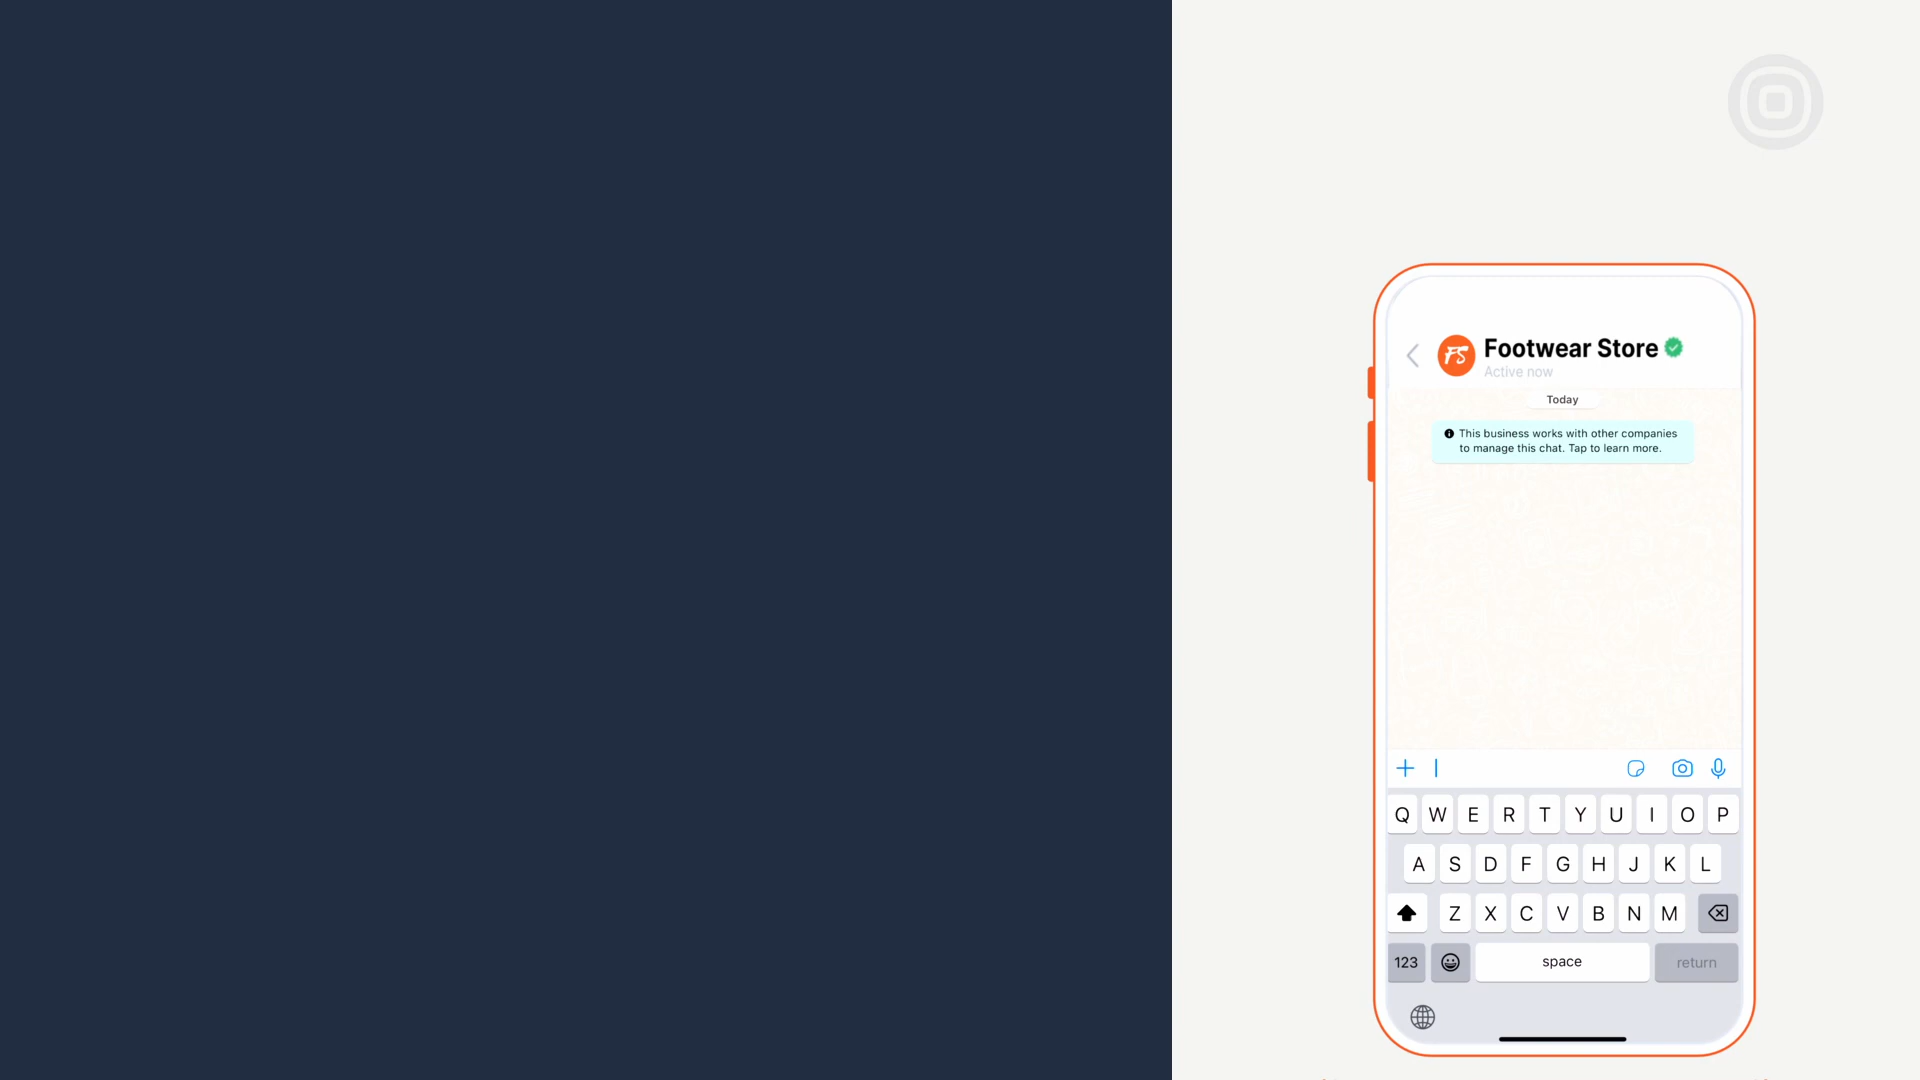 FS
Footwear Store
Active now
Today
This business works with other companies
to manage this chat. Tap to learn more.
Q W E R T Y U I O P
A S D F G H J K L
Z X C V B N M
123 space return